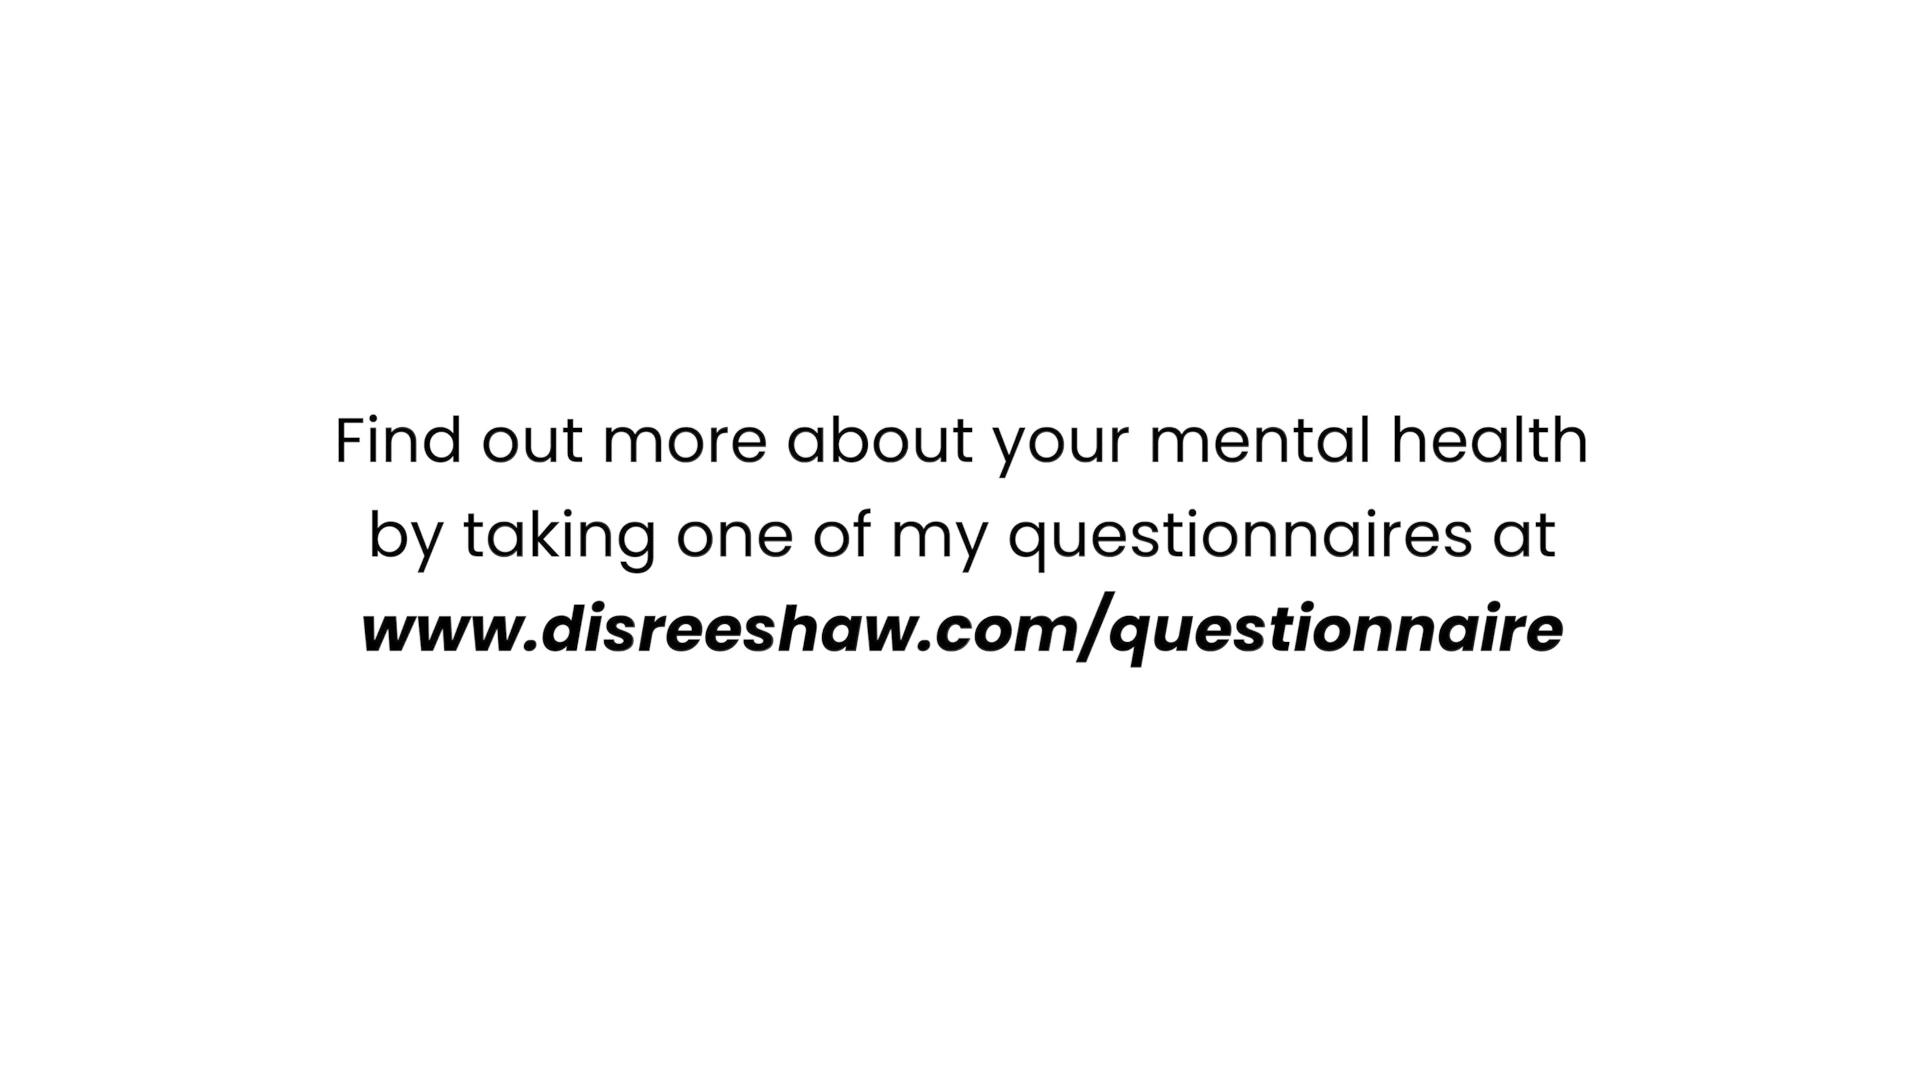 Find out more about your mental health
by taking one of my questionnaires at
www.disreeshaw.com/questionnaire